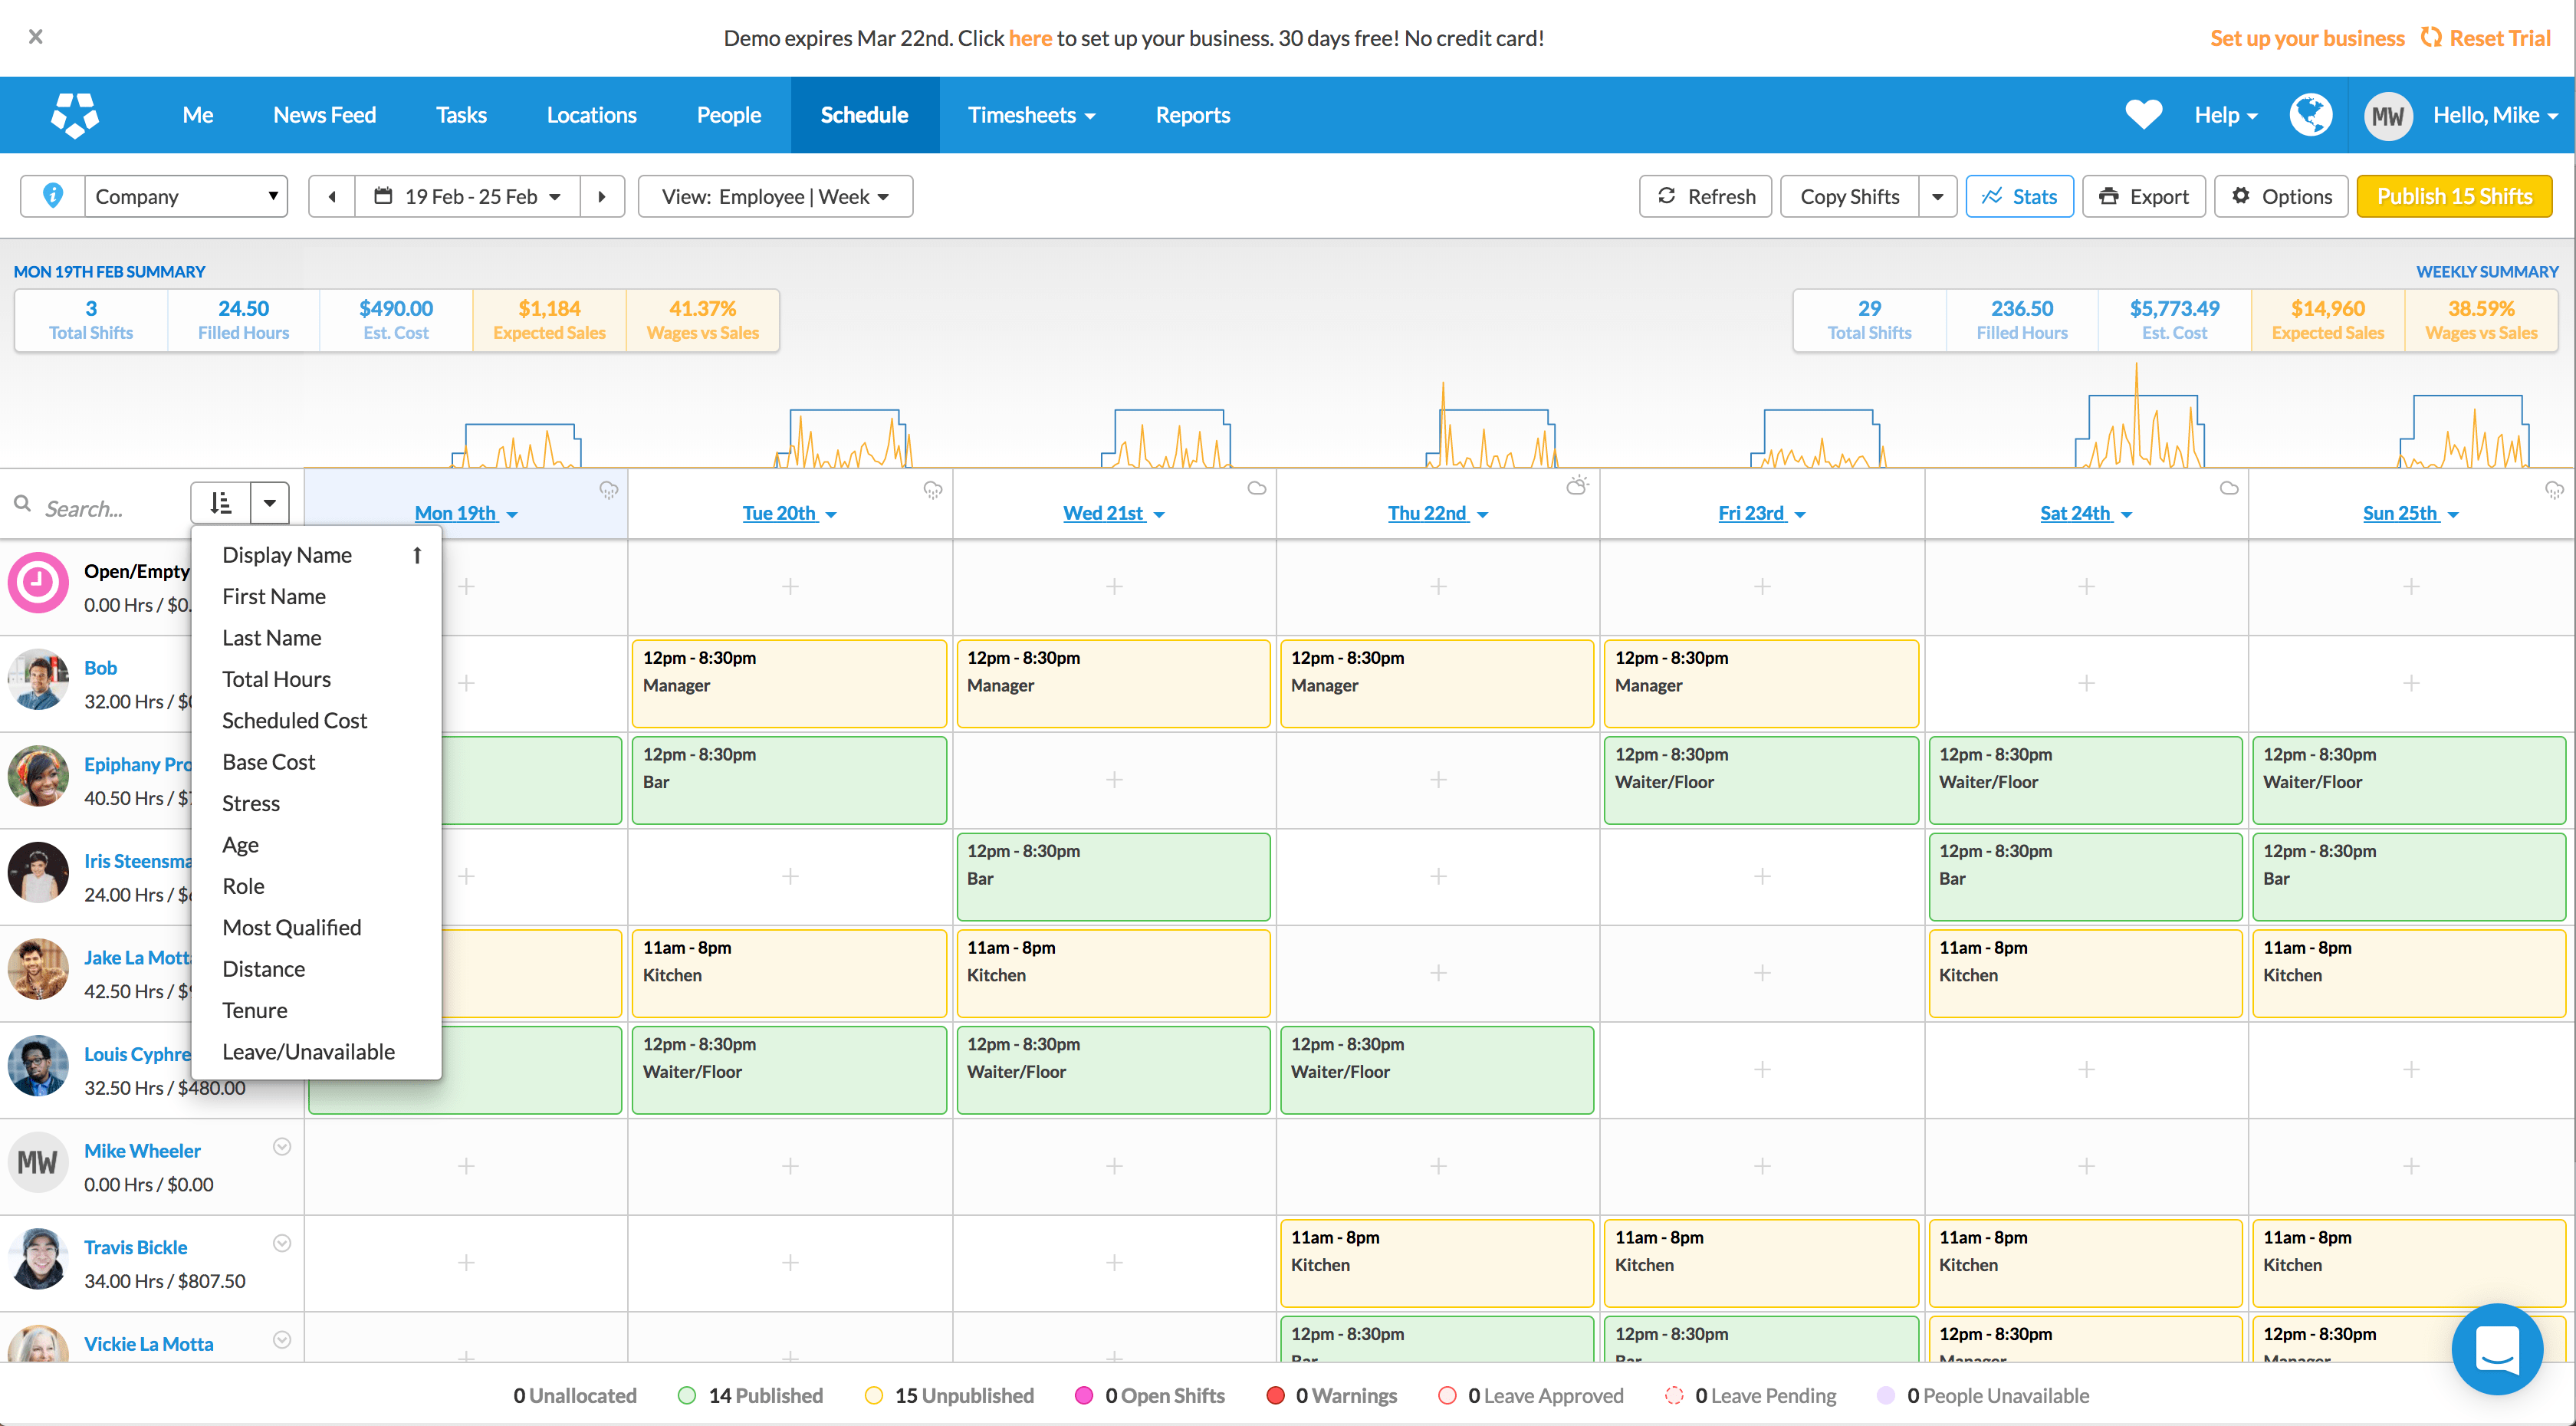 Demo expires Mar 22nd. Click here to set up your business. 30 days free! No credit card!
Set up your business Reset Trial
Me News Feed Tasks Locations People Schedule Timesheets Reports
Help MW Hello, Mike
Company 19 Feb - 25 Feb View: Employee | Week
Refresh Copy Shifts Stats Export Options Publish 15 Shifts
MON 19TH FEB SUMMARY
3 24.50 $490.00 $1,184 41.37%
Total Shifts Filled Hours Est. Cost Expected Sales Wages vs Sales
WEEKLY SUMMARY
29 236.50 $5,773.49 $14,960 38.59%
Total Shifts Filled Hours Est. Cost Expected Sales Wages vs Sales
Search...
Mon 19th Tue 20th Wed 21st Thu 22nd Fri 23rd Sat 24th Sun 25th
Display Name
First Name
Last Name
Total Hours
Scheduled Cost
Base Cost
Stress
Age
Role
Most Qualified
Distance
Tenure
Leave/Unavailable
Open/Empty
0.00 Hrs / $0.
Bob
32.00 Hrs /
12pm - 8:30pm 12pm - 8:30pm 12pm - 8:30pm 12pm - 8:30pm
Manager Manager Manager Manager
Epiphany
40.50 Hrs /
12pm - 8:30pm 12pm - 8:30pm 12pm - 8:30pm 12pm - 8:30pm
Bar Waiter/Floor Waiter/Floor Waiter/Floor
Iris Steensma
24.00 Hrs /
12pm - 8:30pm 12pm - 8:30pm 12pm - 8:30pm
Bar Bar Bar
Jake La
42.50 Hrs /
11am - 8pm 11am - 8pm 11am - 8pm 11am - 8pm
Kitchen Kitchen Kitchen Kitchen
Louis Cyphre
32.50 Hrs / $480.00
12pm - 8:30pm 12pm - 8:30pm 12pm - 8:30pm
Waiter/Floor Waiter/Floor Waiter/Floor
MW
Mike Wheeler
0.00 Hrs / $0.00
Travis Bickle
34.00 Hrs / $807.50
11am - 8pm 11am - 8pm 11am - 8pm 11am - 8pm
Kitchen Kitchen Kitchen Kitchen
Vickie La Motta
12pm - 8:30pm 12pm - 8:30pm 12pm - 8:30pm 12pm - 8:30pm
Bar Bar Manager Manager
0 Unallocated 14 Published 15 Unpublished 0 Open Shifts 0 Warnings 0 Leave Approved 0 Leave Pending 0 People Unavailable